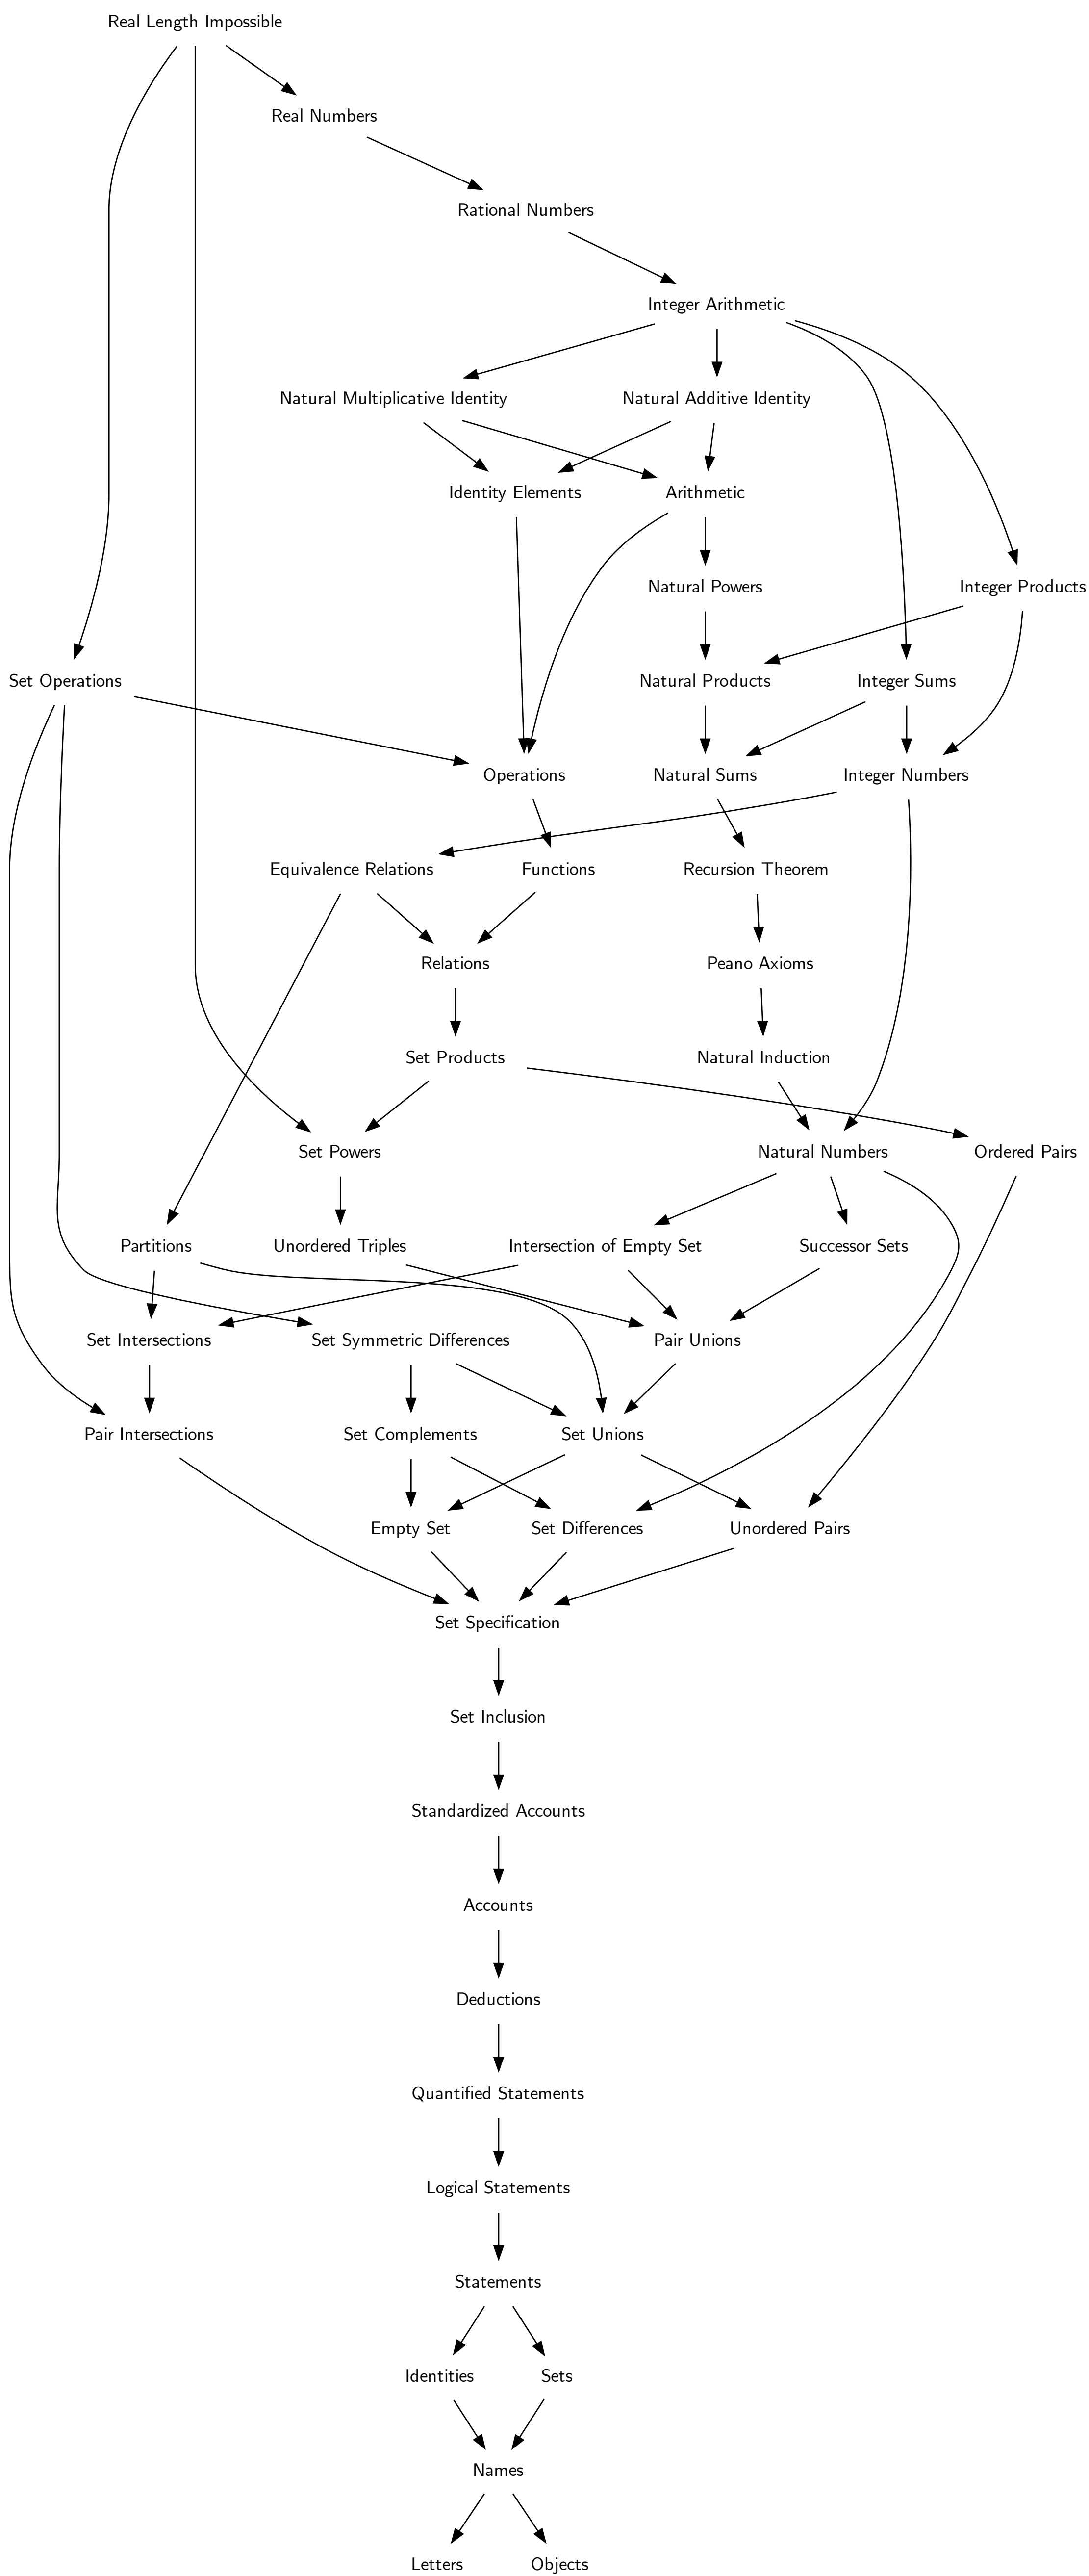 Real Length Impossible
Real Numbers
Rational Numbers
Integer Arithmetic
Natural Multiplicative Identity
Natural Additive Identity
Identity Elements
Arithmetic
Natural Powers
Integer Products
Set Operations
Natural Products
Integer Sums
Operations
Natural Sums
Integer Numbers
Equivalence Relations
Functions
Recursion Theorem
Relations
Peano Axioms
Set Products
Natural Induction
Set Powers
Natural Numbers
Ordered Pairs
Partitions
Unordered Triples
Intersection of Empty Set
Successor Sets
Set Intersections
Set Symmetric Differences
Pair Unions
Pair Intersections
Set Complements
Set Unions
Empty Set
Set Differences
Unordered Pairs
Set Specification
Set Inclusion
Standardized Accounts
Accounts
Deductions
Quantified Statements
Logical Statements
Statements
Identities
Sets
Names
Letters
Objects